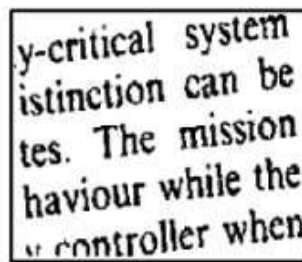 y-critical system
istinction can be
tes. The mission
haviour while the
y controller when